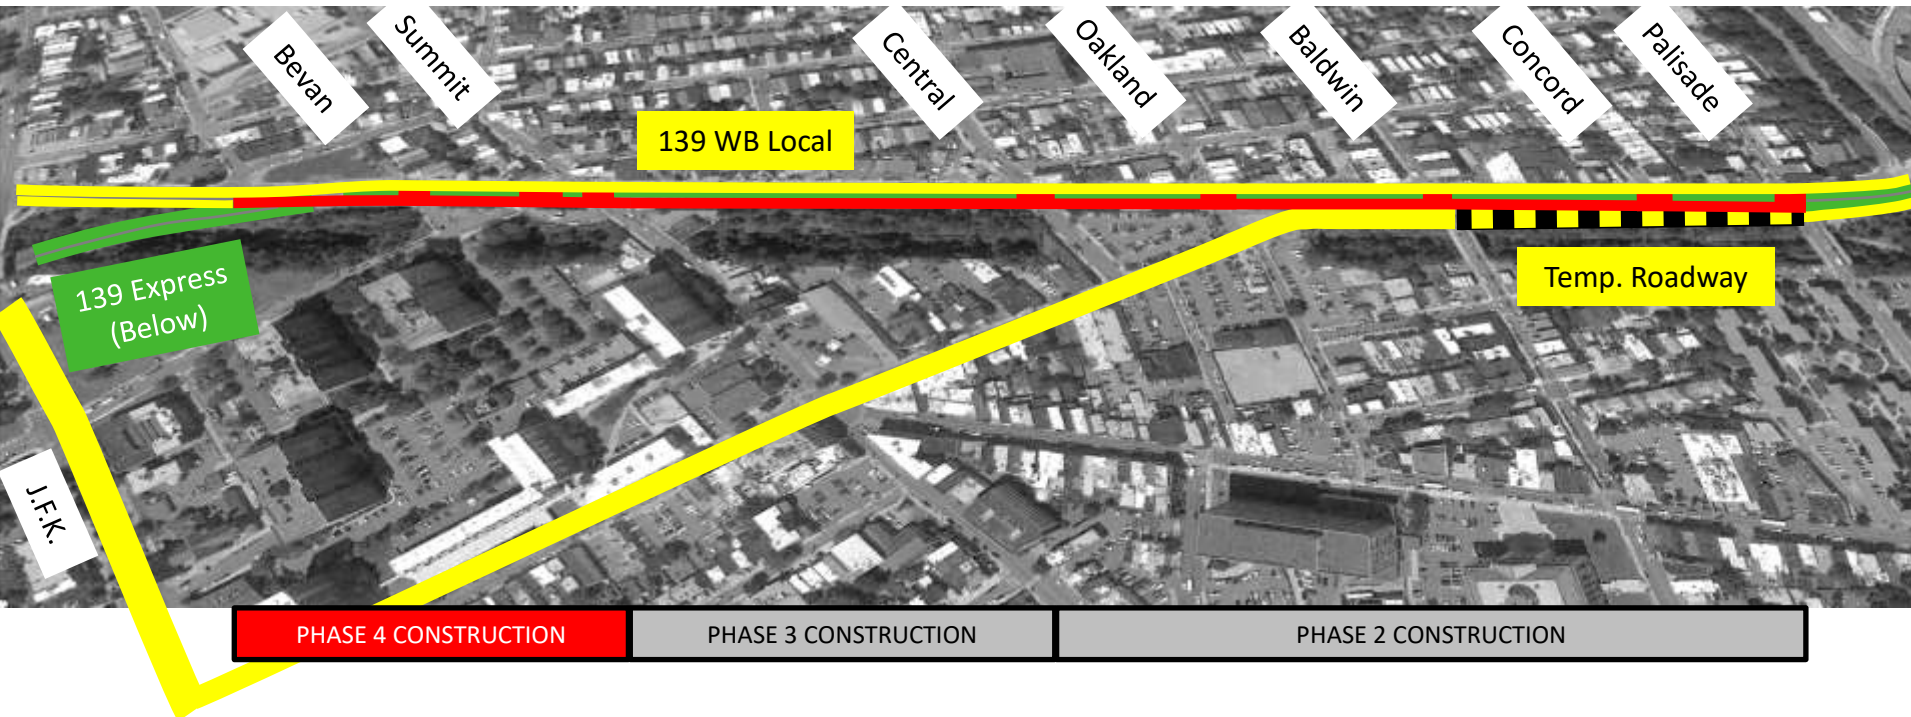 Bevan
Summit
Central
Oakland
Baldwin
Concord
Palisade
139 WB Local
139 Express
(Below)
Temp. Roadway
J.F.K.
PHASE 4 CONSTRUCTION
PHASE 3 CONSTRUCTION
PHASE 2 CONSTRUCTION